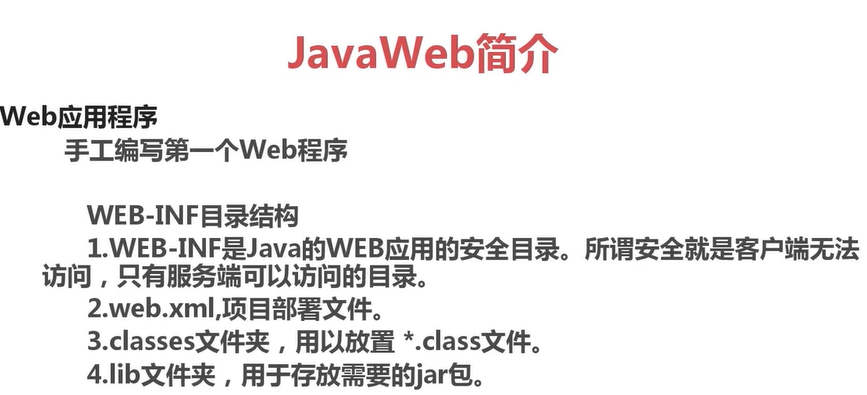 JavaWeb简介
Web应用程序
手工编写第一个Web程序
WEB-INF目录结构
1.WEB-INF是Java的WEB应用的安全目录。所谓安全就是客户端无法
访问，只有服务端可以访问的目录。
2.web.xml,项目部署文件。
3.classes文件夹，用以放置 *.class文件。
4.lib文件夹，用于存放需要的jar包。